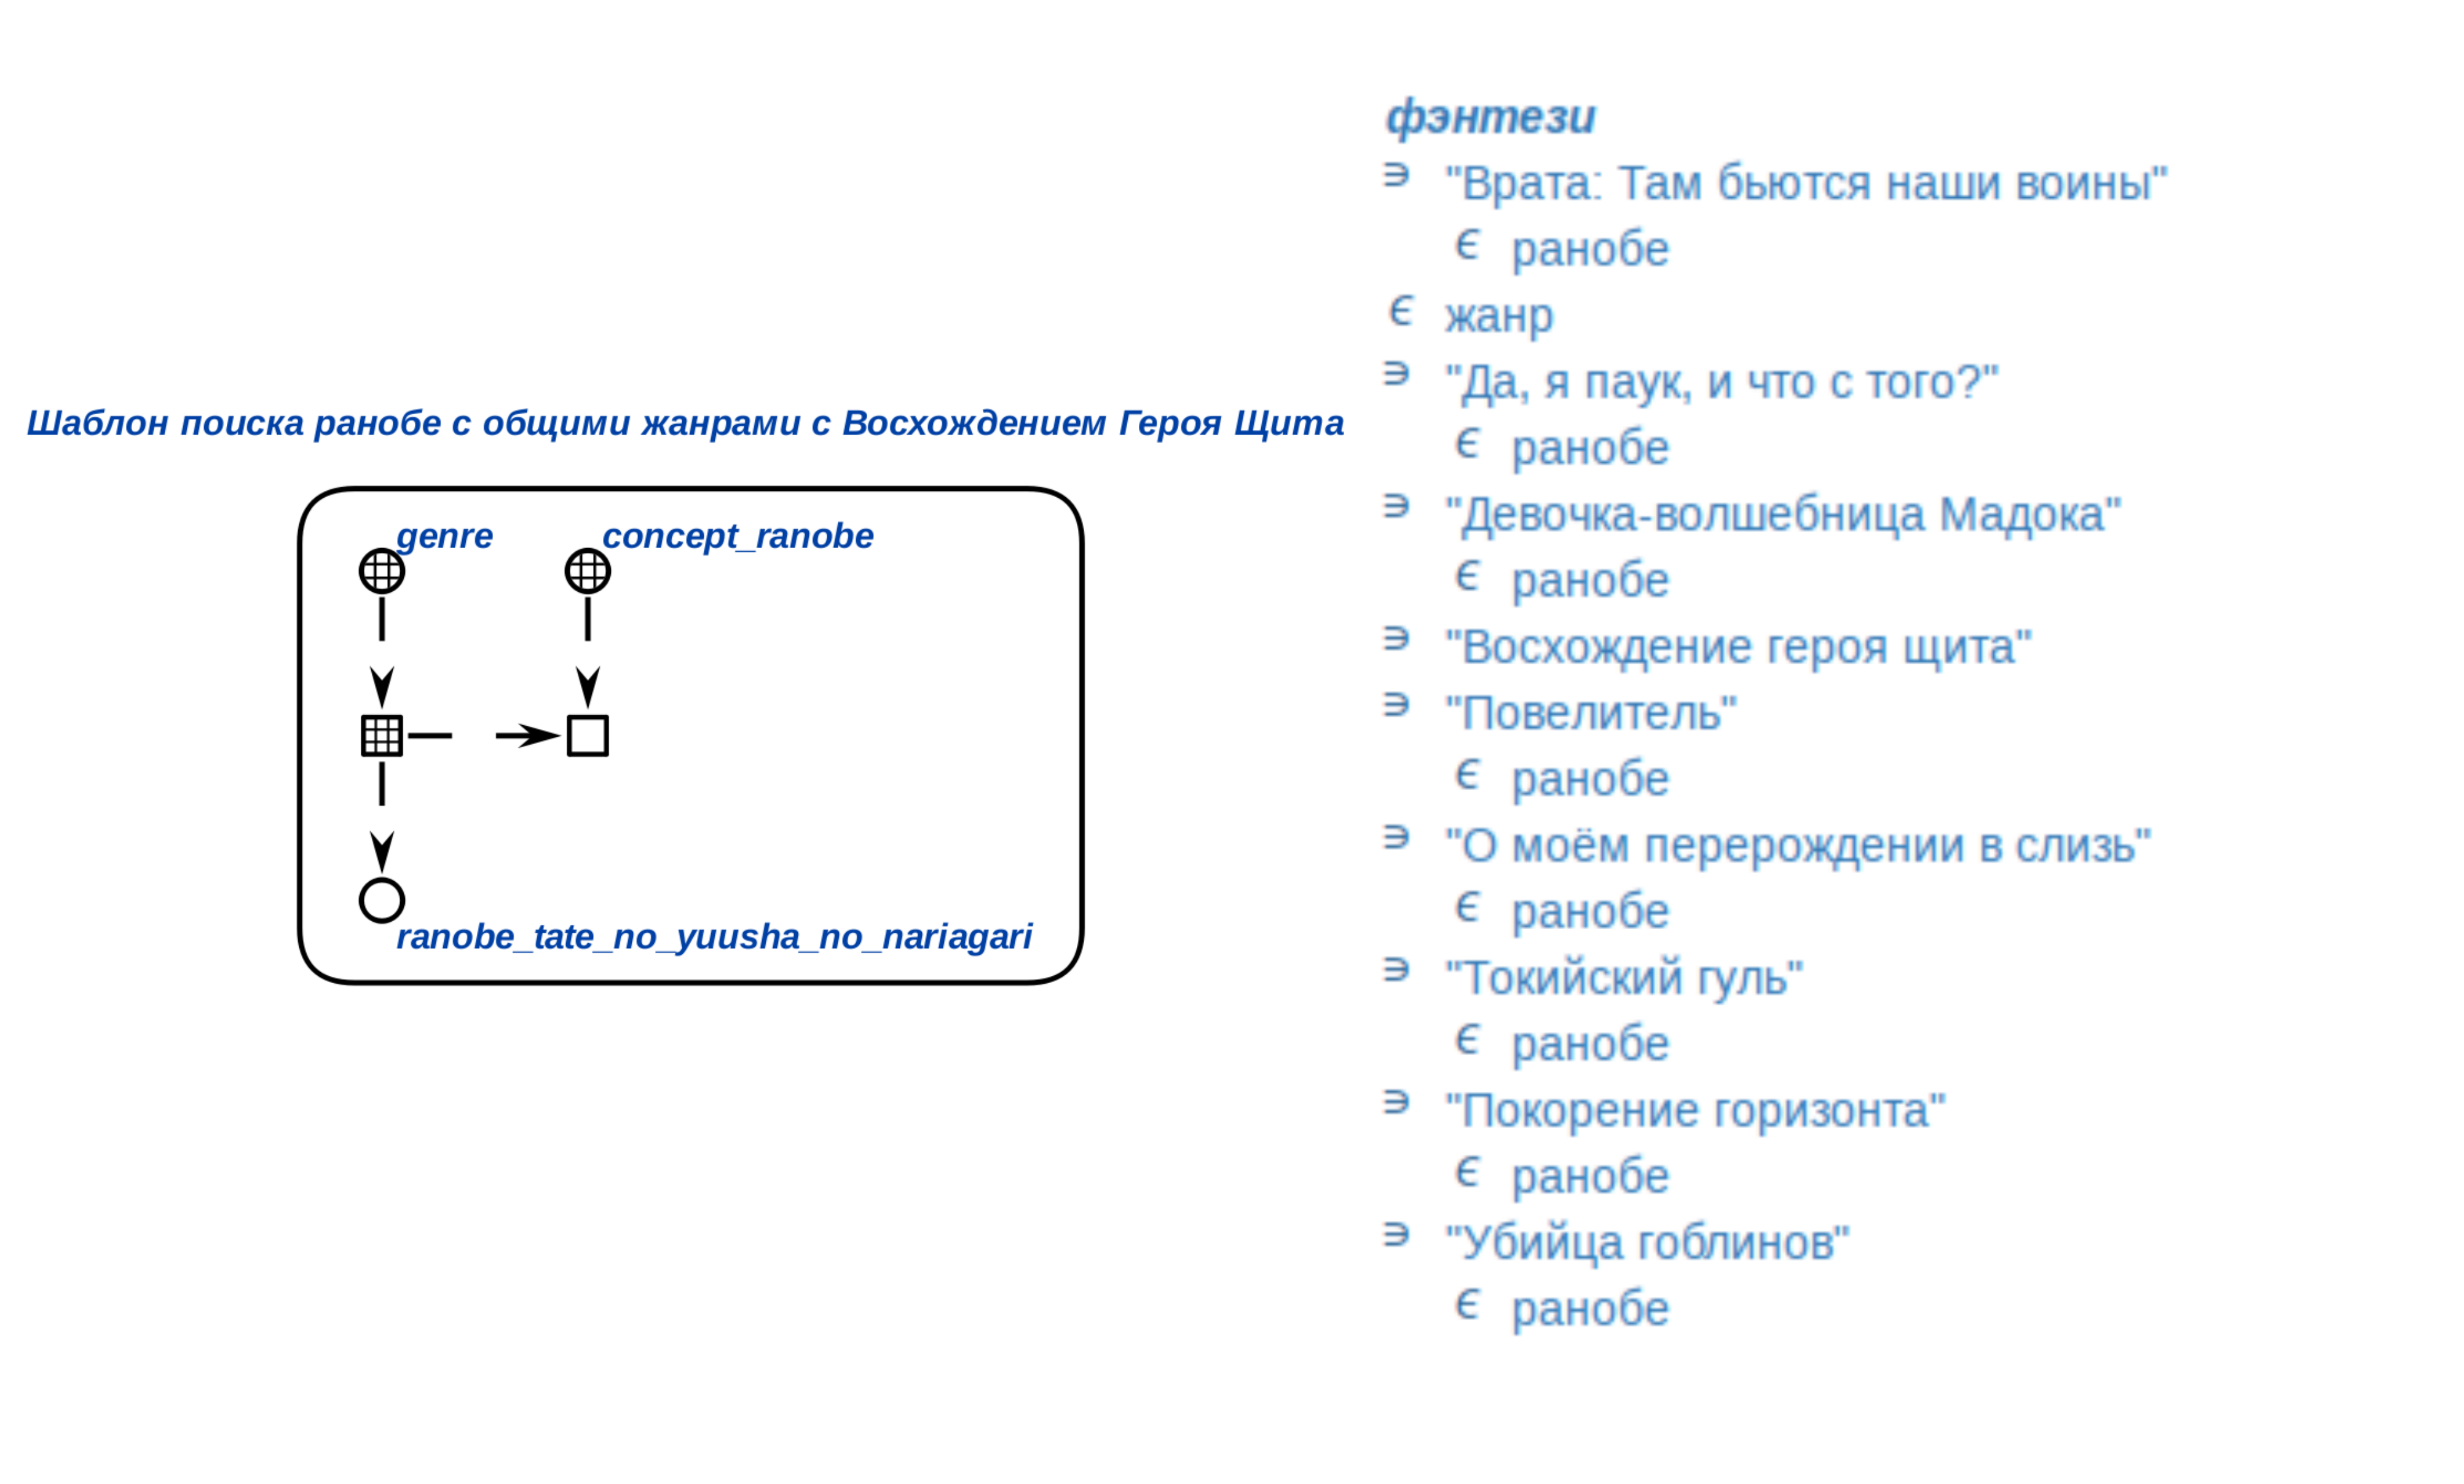 Шаблон поиска ранобе с общими жанрами с Восхождением Героя Щита
genre
concept_ranobe
ranobe_tate_no_yuusha_no_nariagari
фэнтези
∋ "Врата: Там бьются наши воины"
∈ ранобе
∈ жанр
∋ "Да, я паук, и что с того?"
∈ ранобе
∋ "Девочка-волшебница Мадока"
∈ ранобе
∋ "Восхождение героя щита"
∋ "Повелитель"
∈ ранобе
∋ "О моём перерождении в слизь"
∈ ранобе
∋ "Токийский гуль"
∈ ранобе
∋ "Покорение горизонта"
∈ ранобе
∋ "Убийца гоблинов"
∈ ранобе